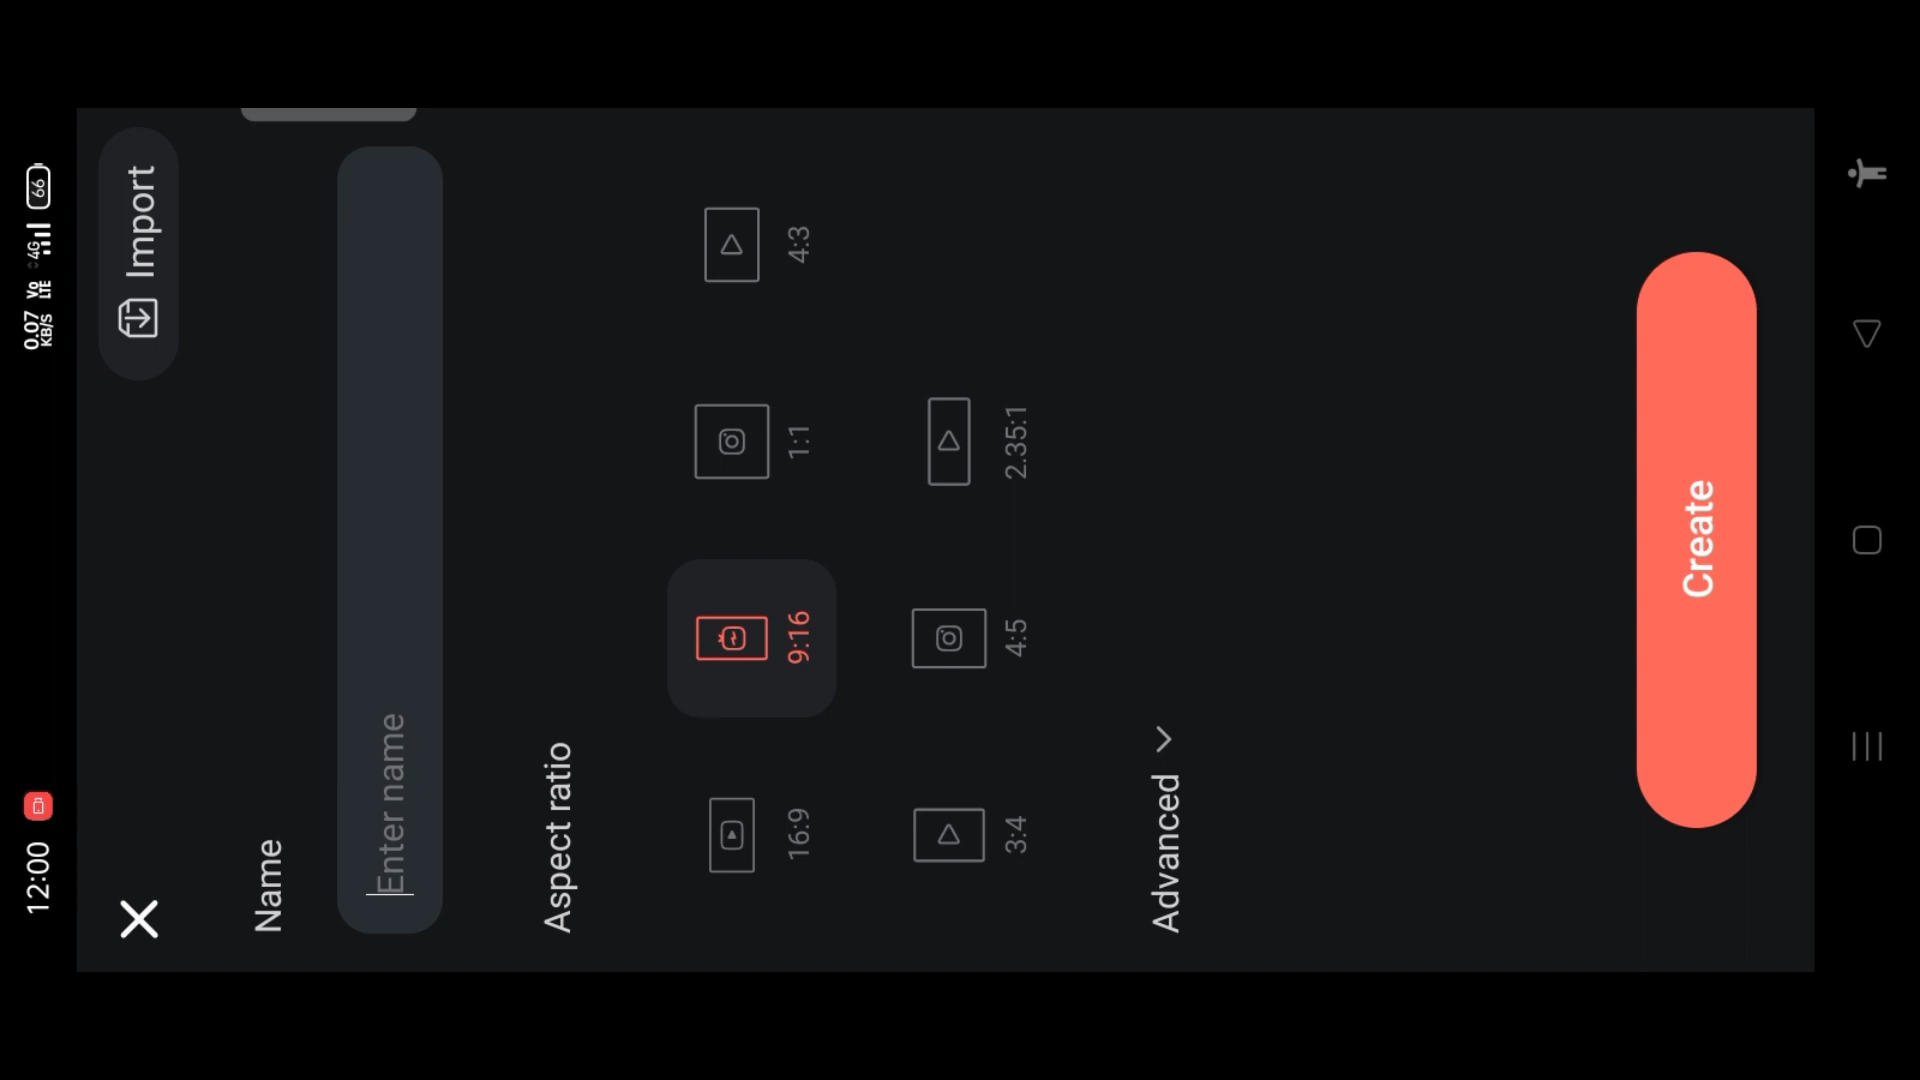 12:00 0.07 KB/S Vo LTE 4G 66
Import
Name
Enter name
Aspect ratio
16:9 9:16 1:1 4:3
3:4 4:5 2.35:1
Advanced
Create